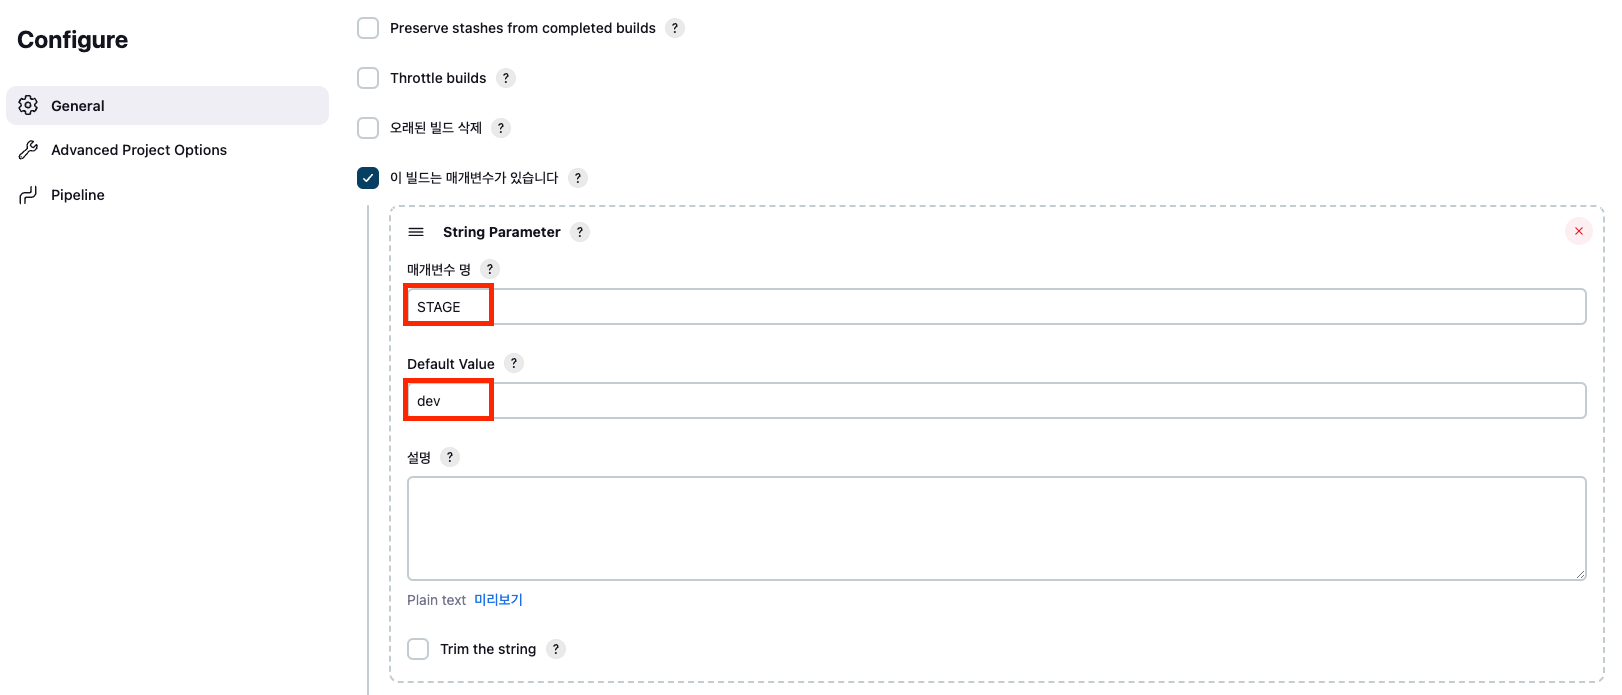 Configure
General
Advanced Project Options
Pipeline
Preserve stashes from completed builds ?
Throttle builds ?
오래된 빌드 삭제 ?
이 빌드는 매개변수가 있습니다 ?
String Parameter ?
매개변수 명 ?
STAGE
Default Value ?
dev
설명 ?
Plain text 미리보기
Trim the string ?